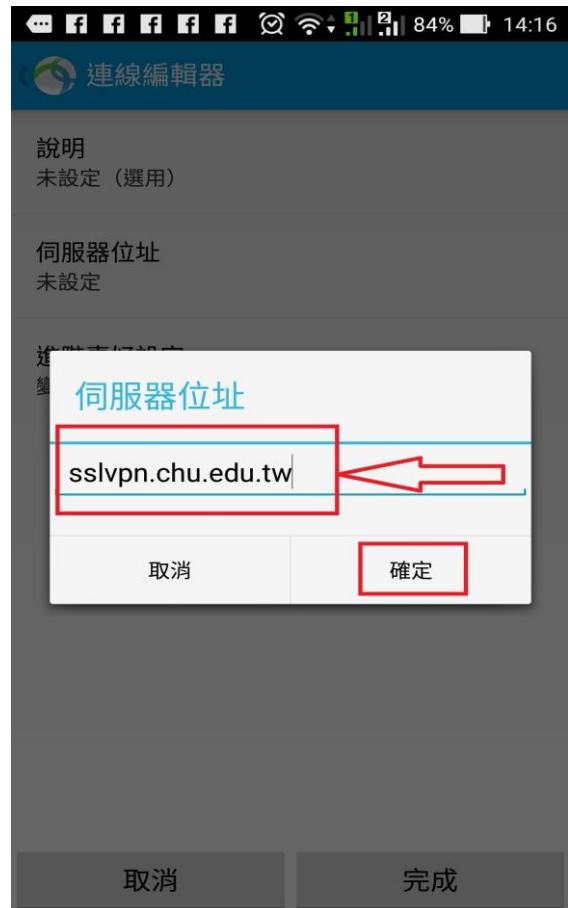 84% 14:16
連線編輯器
說明
未設定（選用）
伺服器位址
未設定
伺服器位址
sslvpn.chu.edu.tw
取消 確定
取消 完成